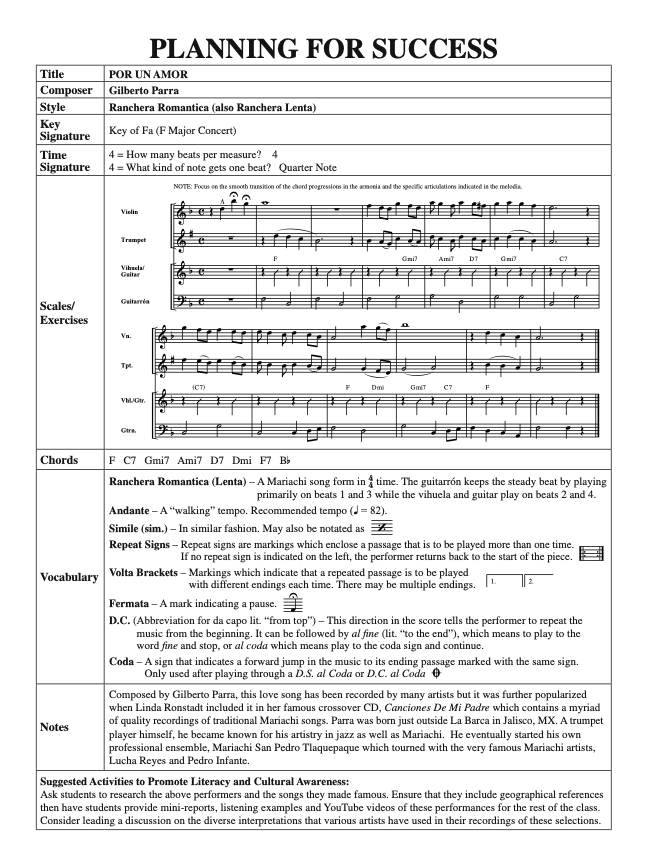 PLANNING FOR SUCCESS
Title POR UN AMOR
Composer Gilberto Parra
Style Ranchera Romantica (also Ranchera Lenta)
Key Signature Key of Fa (F Major Concert)
Time Signature
4 = How many beats per measure? 4
4 = What kind of note gets one beat? Quarter Note
Scales/ Exercises
NOTE: Focus on the smooth transition of the chord progressions in the armonia and the specific articulations indicated in the melodia.
Violin
Trumpet
F Gmi7 Ami7 D7 Gmi7 C7
Vihuela/ Guitar
Guitarrón
Vn.
Tpt.
(C7) F Dmi Gmi7 C7 F
Vhl./Gtr.
Gtrn.
Chords F C7 Gmi7 Ami7 D7 Dmi F7 B♭
Vocabulary
Ranchera Romantica (Lenta) – A Mariachi song form in 4/4 time. The guitarrón keeps the steady beat by playing
primarily on beats 1 and 3 while the vihuela and guitar play on beats 2 and 4.
Andante – A “walking” tempo. Recommended tempo (♩ = 82).
Simile (sim.) – In similar fashion. May also be notated as
Repeat Signs – Repeat signs are markings which enclose a passage that is to be played more than one time.
If no repeat sign is indicated on the left, the performer returns back to the start of the piece.
Volta Brackets – Markings which indicate that a repeated passage is to be played
with different endings each time. There may be multiple endings. 1. 2.
Fermata – A mark indicating a pause.
D.C. (Abbreviation for da capo lit. “from top”) – This direction in the score tells the performer to repeat the
music from the beginning. It can be followed by al fine (lit. “to the end”), which means to play to the
word fine and stop, or al coda which means play to the coda sign and continue.
Coda – A sign that indicates a forward jump in the music to its ending passage marked with the same sign.
Only used after playing through a D.S. al Coda or D.C. al Coda
Notes
Composed by Gilberto Parra, this love song has been recorded by many artists but it was further popularized
when Linda Ronstadt included it in her famous crossover CD, Canciones De Mi Padre which contains a myriad
of quality recordings of traditional Mariachi songs. Parra was born just outside La Barca in Jalisco, MX. A trumpet
player himself, he became known for his artistry in jazz as well as Mariachi. He eventually started his own
professional ensemble, Mariachi San Pedro Tlaquepaque which tourned with the very famous Mariachi artists,
Lucha Reyes and Pedro Infante.
Suggested Activities to Promote Literacy and Cultural Awareness:
Ask students to research the above performers and the songs they made famous. Ensure that they include geographical references
then have students provide mini-reports, listening examples and YouTube videos of these performances for the rest of the class.
Consider leading a discussion on the diverse interpretations that various artists have used in their recordings of these selections.